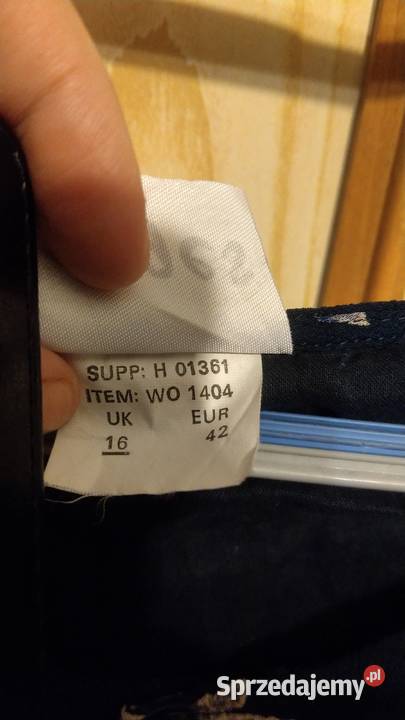 SUPP: H 01361
ITEM: WO 1404
UK EUR
16 42
Sprzedajemy.pl